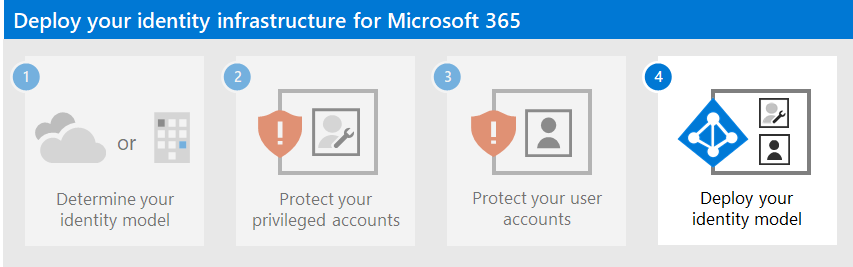 Deploy your identity infrastructure for Microsoft 365
1
2
3
4
or
Determine your
identity model
Protect your
privileged accounts
Protect your user
accounts
Deploy your
identity model